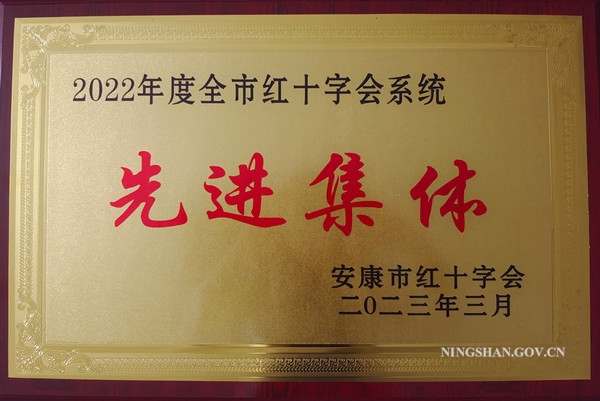 2022年度全市红十字会系统
先进集体
安康市红十字会
二〇二三年三月
NINGSHAN.GOV.CN